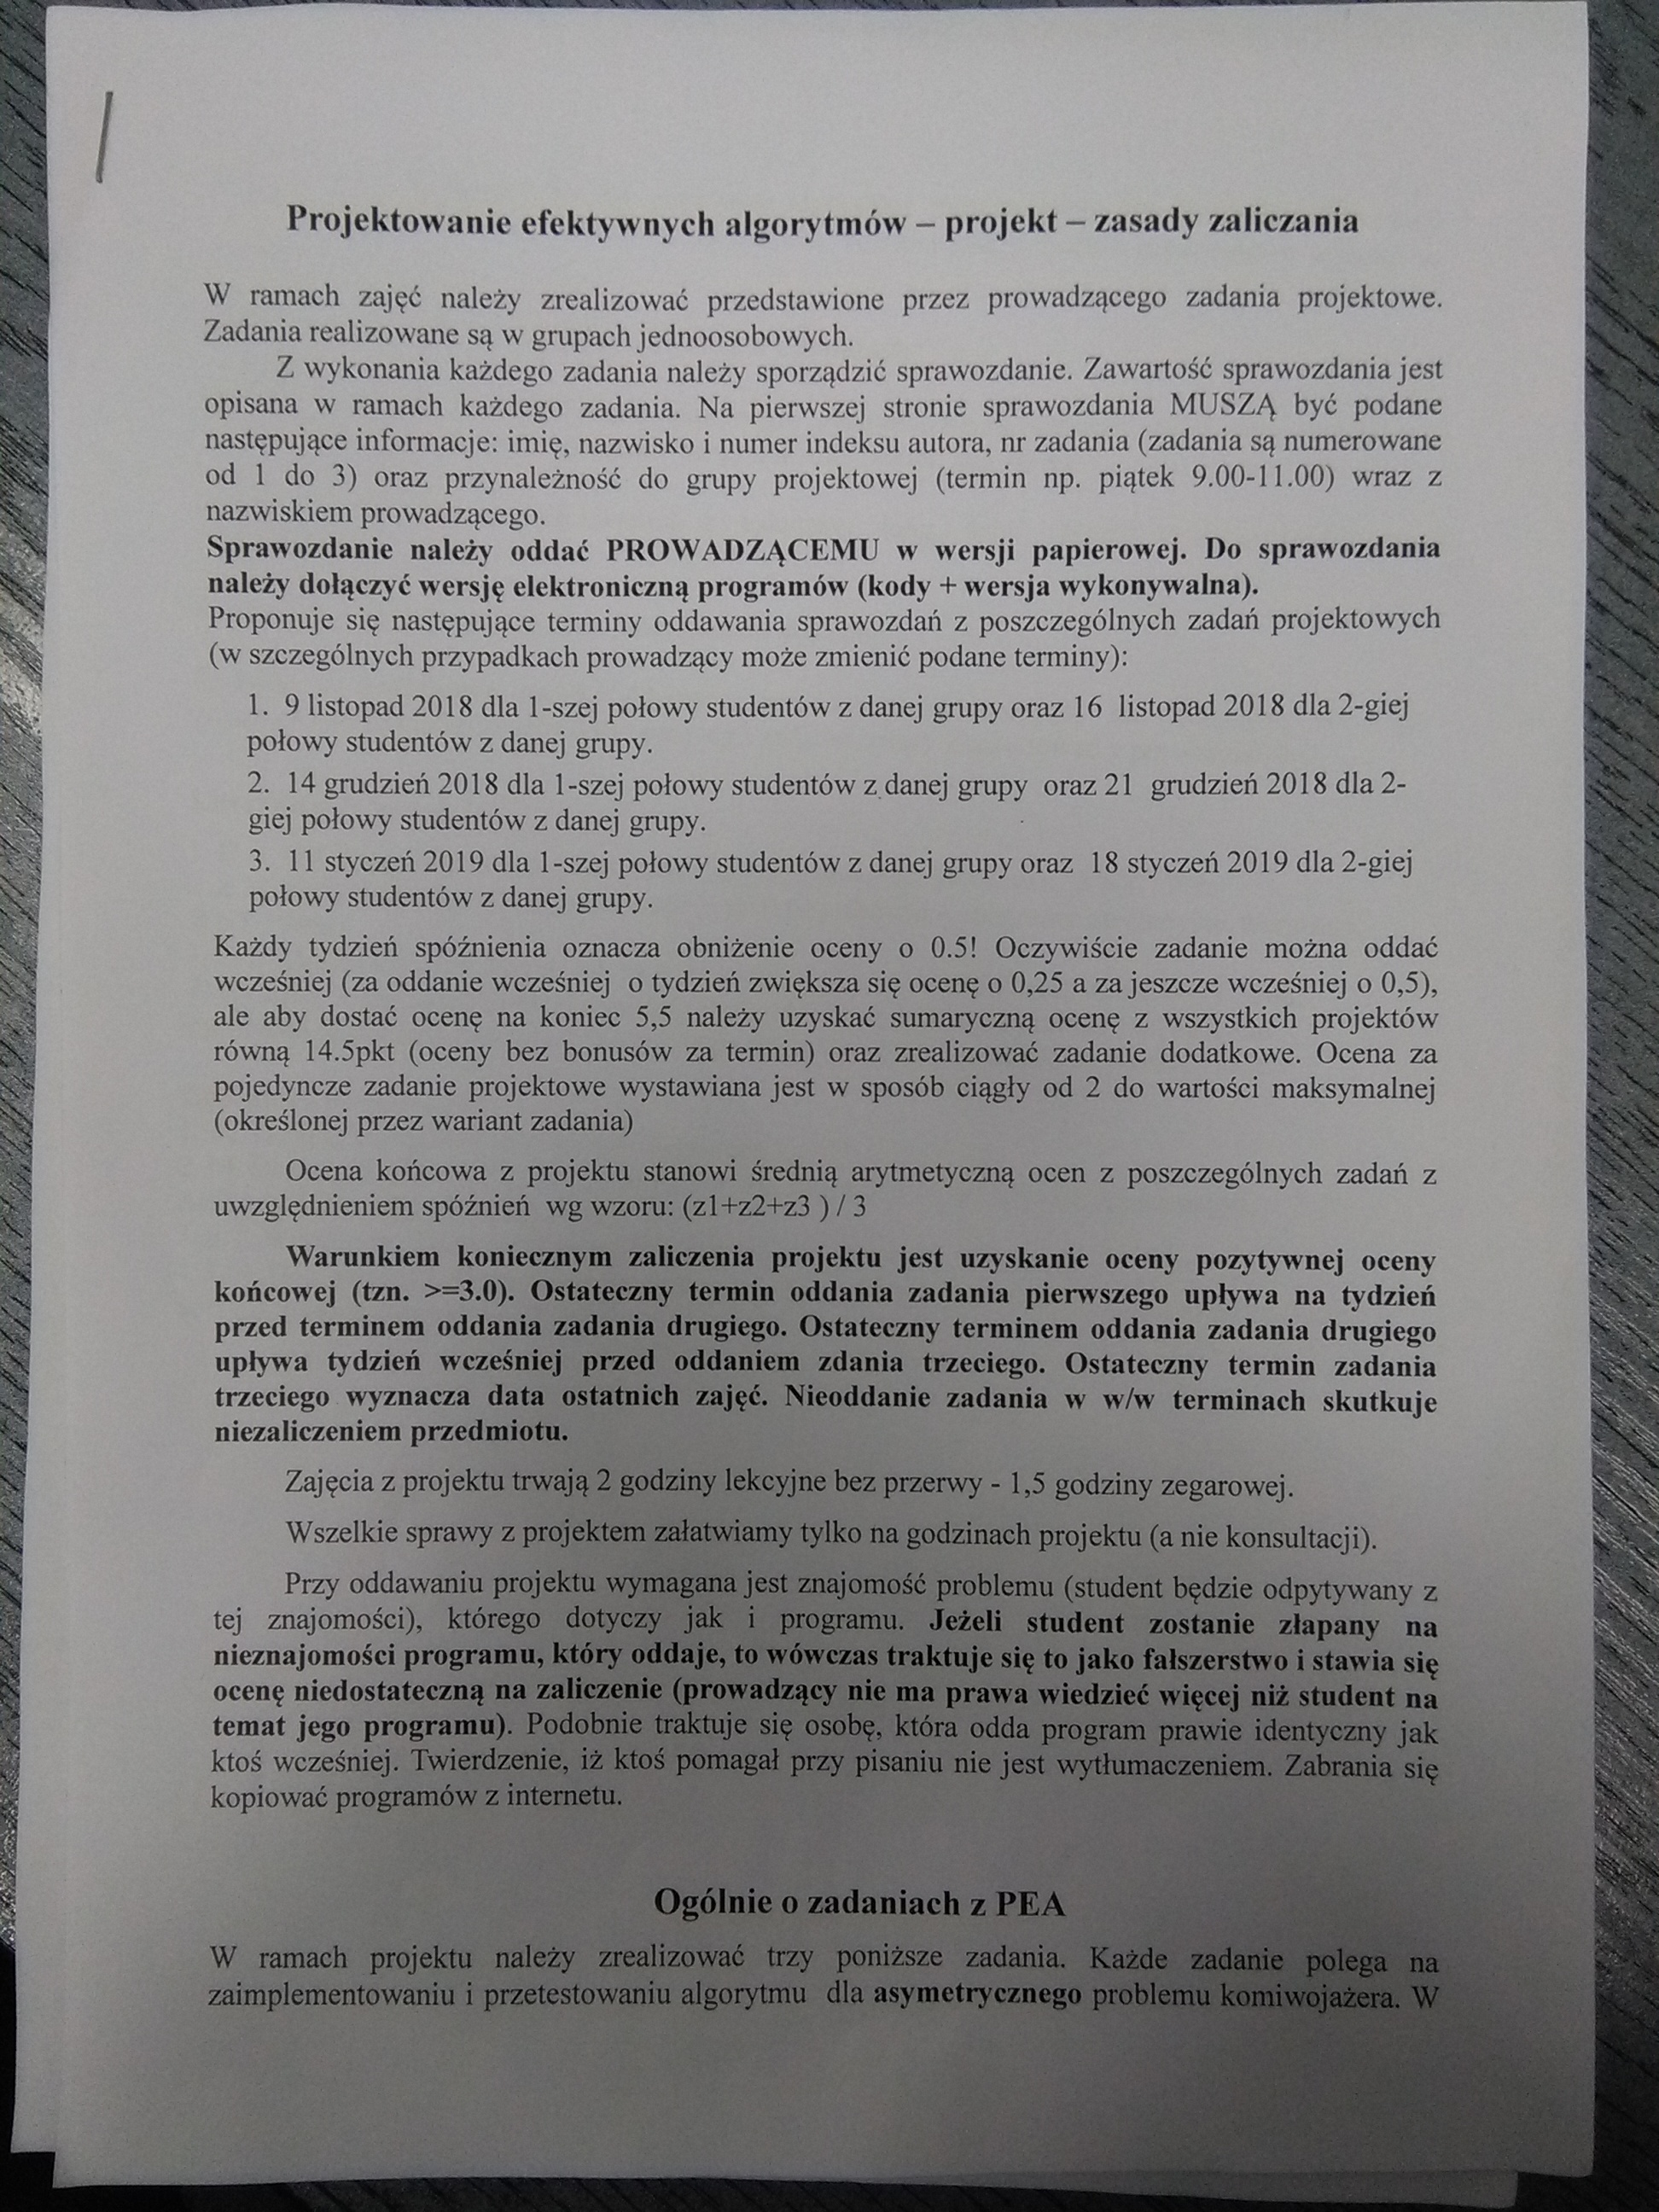 Projektowanie efektywnych algorytmów – projekt – zasady zaliczania
W ramach zajęć należy zrealizować przedstawione przez prowadzącego zadania projektowe.
Zadania realizowane są w grupach jednoosobowych.
Z wykonania każdego zadania należy sporządzić sprawozdanie. Zawartość sprawozdania jest
opisana w ramach każdego zadania. Na pierwszej stronie sprawozdania MUSZĄ być podane
następujące informacje: imię, nazwisko i numer indeksu autora, nr zadania (zadania są numerowane
od 1 do 3) oraz przynależność do grupy projektowej (termin np. piątek 9.00-11.00) wraz z
nazwiskiem prowadzącego.
Sprawozdanie należy oddać PROWADZĄCEMU w wersji papierowej. Do sprawozdania
należy dołączyć wersję elektroniczną programów (kody + wersja wykonywalna).
Proponuje się następujące terminy oddawania sprawozdań z poszczególnych zadań projektowych
(w szczególnych przypadkach prowadzący może zmienić podane terminy):
1. 9 listopad 2018 dla 1-szej połowy studentów z danej grupy oraz 16 listopad 2018 dla 2-giej
połowy studentów z danej grupy.
2. 14 grudzień 2018 dla 1-szej połowy studentów z danej grupy oraz 21 grudzień 2018 dla 2-
giej połowy studentów z danej grupy.
3. 11 styczeń 2019 dla 1-szej połowy studentów z danej grupy oraz 18 styczeń 2019 dla 2-giej
połowy studentów z danej grupy.
Każdy tydzień spóźnienia oznacza obniżenie oceny o 0.5! Oczywiście zadanie można oddać
wcześniej (za oddanie wcześniej o tydzień zwiększa się ocenę o 0,25 a za jeszcze wcześniej o 0,5),
ale aby dostać ocenę na koniec 5,5 należy uzyskać sumaryczną ocenę z wszystkich projektów
równą 14.5pkt (oceny bez bonusów za termin) oraz zrealizować zadanie dodatkowe. Ocena za
pojedyncze zadanie projektowe wystawiana jest w sposób ciągły od 2 do wartości maksymalnej
(określonej przez wariant zadania)
Ocena końcowa z projektu stanowi średnią arytmetyczną ocen z poszczególnych zadań z
uwzględnieniem spóźnień wg wzoru: (z1+z2+z3 ) / 3
Warunkiem koniecznym zaliczenia projektu jest uzyskanie oceny pozytywnej oceny
końcowej (tzn. >=3.0). Ostateczny termin oddania zadania pierwszego upływa na tydzień
przed terminem oddania zadania drugiego. Ostateczny terminem oddania zadania drugiego
upływa tydzień wcześniej przed oddaniem zdania trzeciego. Ostateczny termin zadania
trzeciego wyznacza data ostatnich zajęć. Nieoddanie zadania w w/w terminach skutkuje
niezaliczeniem przedmiotu.
Zajęcia z projektu trwają 2 godziny lekcyjne bez przerwy - 1,5 godziny zegarowej.
Wszelkie sprawy z projektem załatwiamy tylko na godzinach projektu (a nie konsultacji).
Przy oddawaniu projektu wymagana jest znajomość problemu (student będzie odpytywany z
tej znajomości), którego dotyczy jak i programu. Jeżeli student zostanie złapany na
nieznajomości programu, który oddaje, to wówczas traktuje się to jako fałszerstwo i stawia się
ocenę niedostateczną na zaliczenie (prowadzący nie ma prawa wiedzieć więcej niż student na
temat jego programu). Podobnie traktuje się osobę, która odda program prawie identyczny jak
ktoś wcześniej. Twierdzenie, iż ktoś pomagał przy pisaniu nie jest wytłumaczeniem. Zabrania się
kopiować programów z internetu.
Ogólnie o zadaniach z PEA
W ramach projektu należy zrealizować trzy poniższe zadania. Każde zadanie polega na
zaimplementowaniu i przetestowaniu algorytmu dla asymetrycznego problemu komiwojażera. W